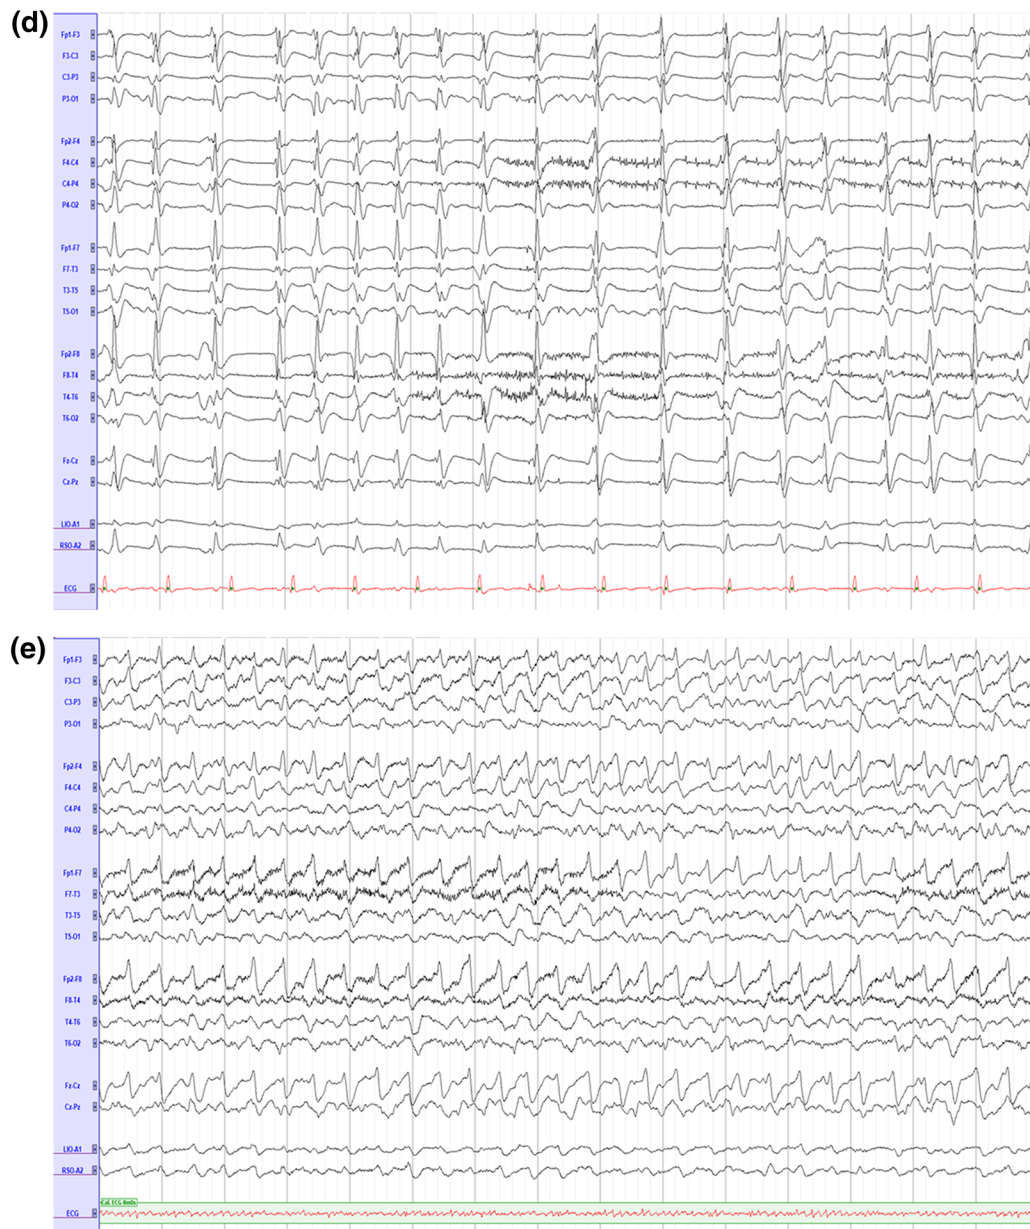 (d)
Fp1-F3
F3-C3
C3-P3
P3-O1
Fp2-F4
F4-C4
C4-P4
P4-O2
Fp1-F7
F7-T3
T3-T5
T5-O1
Fp2-F8
F8-T4
T4-T6
T6-O2
Fz-Cz
Cz-Pz
LIO-A1
RSO-A2
ECG
(e)
Fp1-F3
F3-C3
C3-P3
P3-O1
Fp2-F4
F4-C4
C4-P4
P4-O2
Fp1-F7
F7-T3
T3-T5
T5-O1
Fp2-F8
F8-T4
T4-T6
T6-O2
Fz-Cz
Cz-Pz
LIO-A1
RSO-A2
ECG